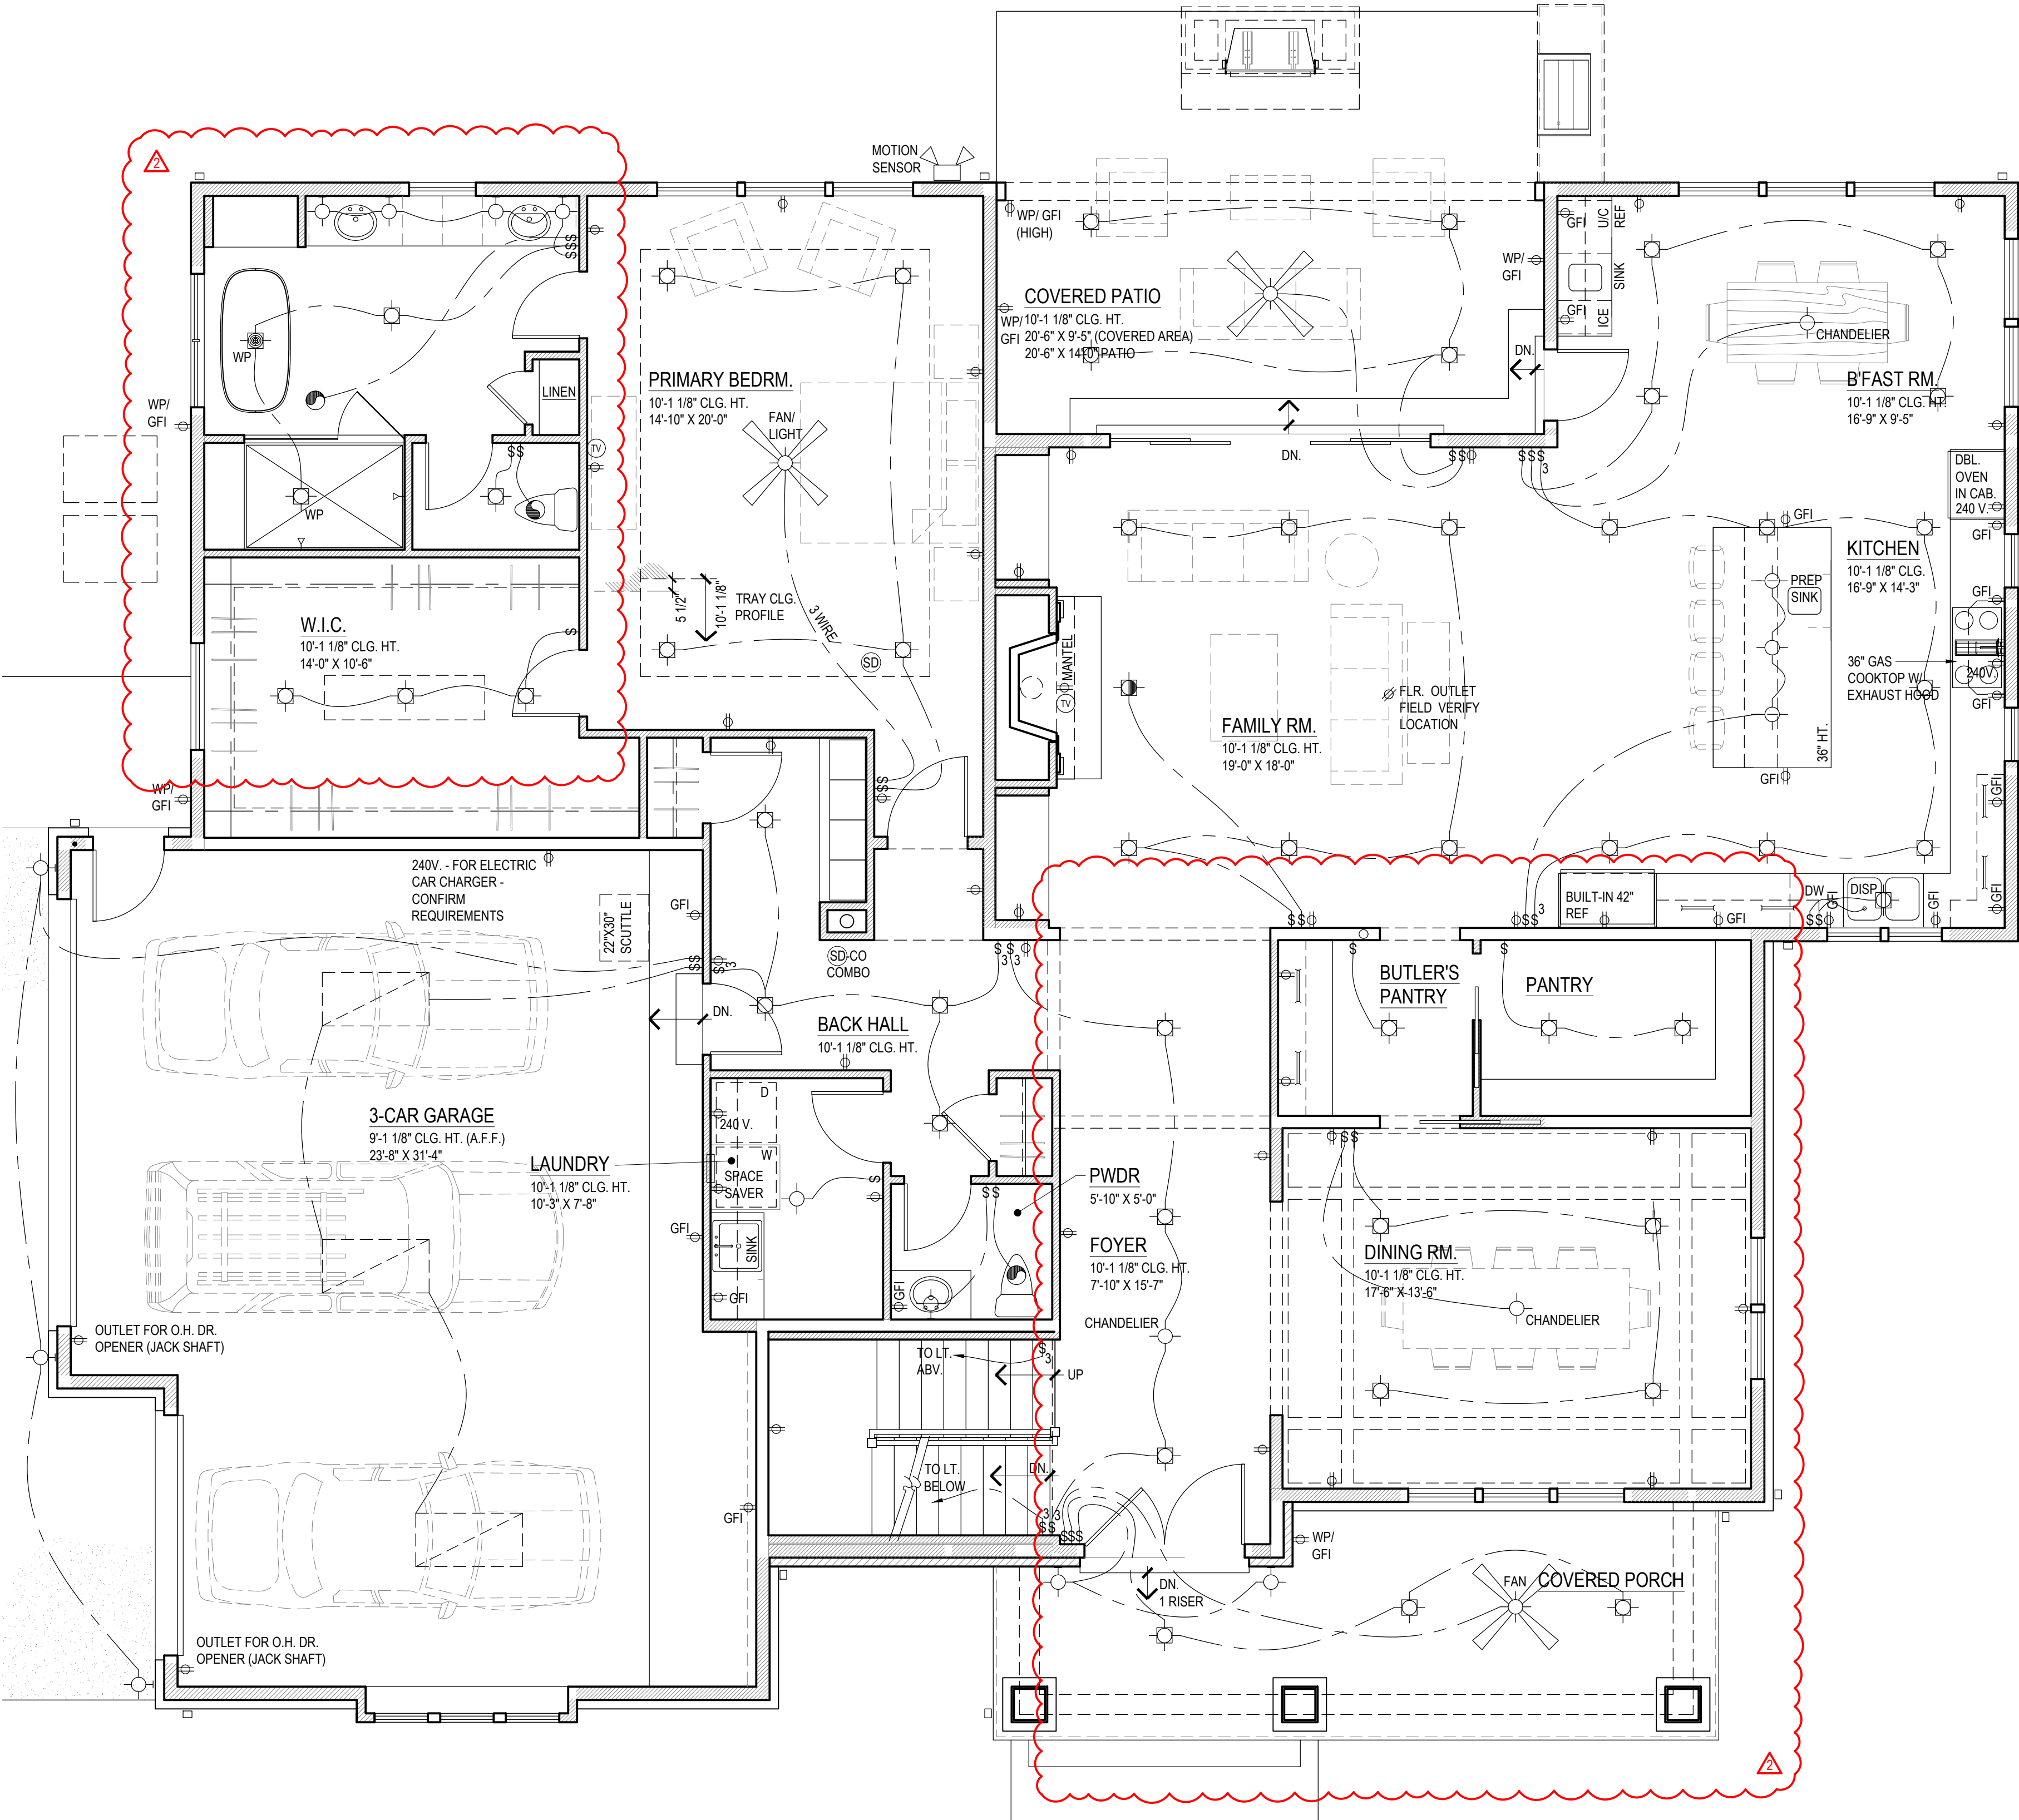 MOTION
SENSOR
2
WP/ GFI
(HIGH)
WP/
GFI
GFI
U/C
REF
SINK
GFI
ICE
$$$
COVERED PATIO
10'-1 1/8" CLG. HT.
20'-6" X 9'-5" (COVERED AREA)
20'-6" X 14'-0" PATIO
WP/
GFI
DN.
CHANDELIER
WP
LINEN
PRIMARY BEDRM.
10'-1 1/8" CLG. HT.
14'-10" X 20'-0"
FAN/
LIGHT
B'FAST RM.
10'-1 1/8" CLG. HT.
16'-9" X 9'-5"
WP/
GFI
TV
$$
DN.
$$
$$$
3
DBL.
OVEN
IN CAB.
240 V.
GFI
GFI
WP
KITCHEN
10'-1 1/8" CLG.
16'-9" X 14'-3"
PREP
SINK
GFI
5 1/2"
10'-1 1/8"
TRAY CLG.
PROFILE
3 WIRE
W.I.C.
10'-1 1/8" CLG. HT.
14'-0" X 10'-6"
$
SD
MANTEL
TV
FLR. OUTLET
FIELD VERIFY
LOCATION
36" GAS
COOKTOP W/
EXHAUST HOOD
240V.
GFI
FAMILY RM.
10'-1 1/8" CLG. HT.
19'-0" X 18'-0"
36" HT.
GFI
GFI
WP/
GFI
$$
240V. - FOR ELECTRIC
CAR CHARGER -
CONFIRM
REQUIREMENTS
22"X30"
SCUTTLE
GFI
BUILT-IN 42"
REF
DW
GFI
DISP
GFI
GFI
$$
$$
3
GFI
$$
SD-CO
COMBO
$$
$
3
$$
3 3
$
$
BUTLER'S
PANTRY
PANTRY
DN.
BACK HALL
10'-1 1/8" CLG. HT.
3-CAR GARAGE
9'-1 1/8" CLG. HT. (A.F.F.)
23'-8" X 31'-4"
D
240 V.
W
SPACE
SAVER
LAUNDRY
10'-1 1/8" CLG. HT.
10'-3" X 7'-8"
$
$$
$$
PWDR
5'-10" X 5'-0"
GFI
SINK
GFI
GFI
FOYER
10'-1 1/8" CLG. HT.
7'-10" X 15'-7"
DINING RM.
10'-1 1/8" CLG. HT.
17'-6" X 13'-6"
CHANDELIER
CHANDELIER
OUTLET FOR O.H. DR.
OPENER (JACK SHAFT)
TO LT.
ABV.
$
3
UP
TO LT.
BELOW
DN.
GFI
3 3
$$
$$$
WP/
GFI
DN.
1 RISER
FAN
COVERED PORCH
OUTLET FOR O.H. DR.
OPENER (JACK SHAFT)
2